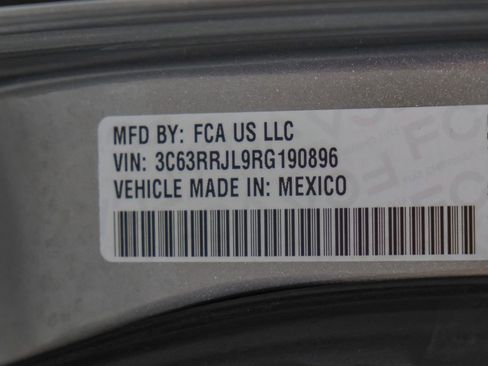 MFD BY: FCA US LLC
VIN: 3C63RRJL9RG190896
VEHICLE MADE IN: MEXICO